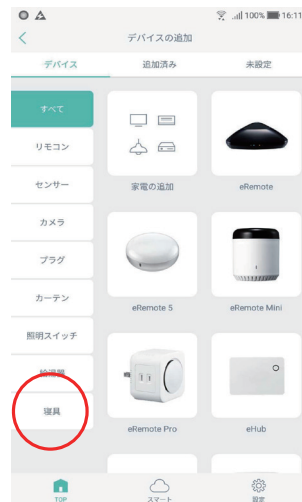 100% 16:11
デバイスの追加
デバイス 追加済み 未設定
すべて
リモコン
センサー
カメラ
プラグ
カーテン
照明スイッチ
寝具
家電の追加 eRemote
eRemote 5 eRemote Mini
eRemote Pro eHub
TOP スマート 設定